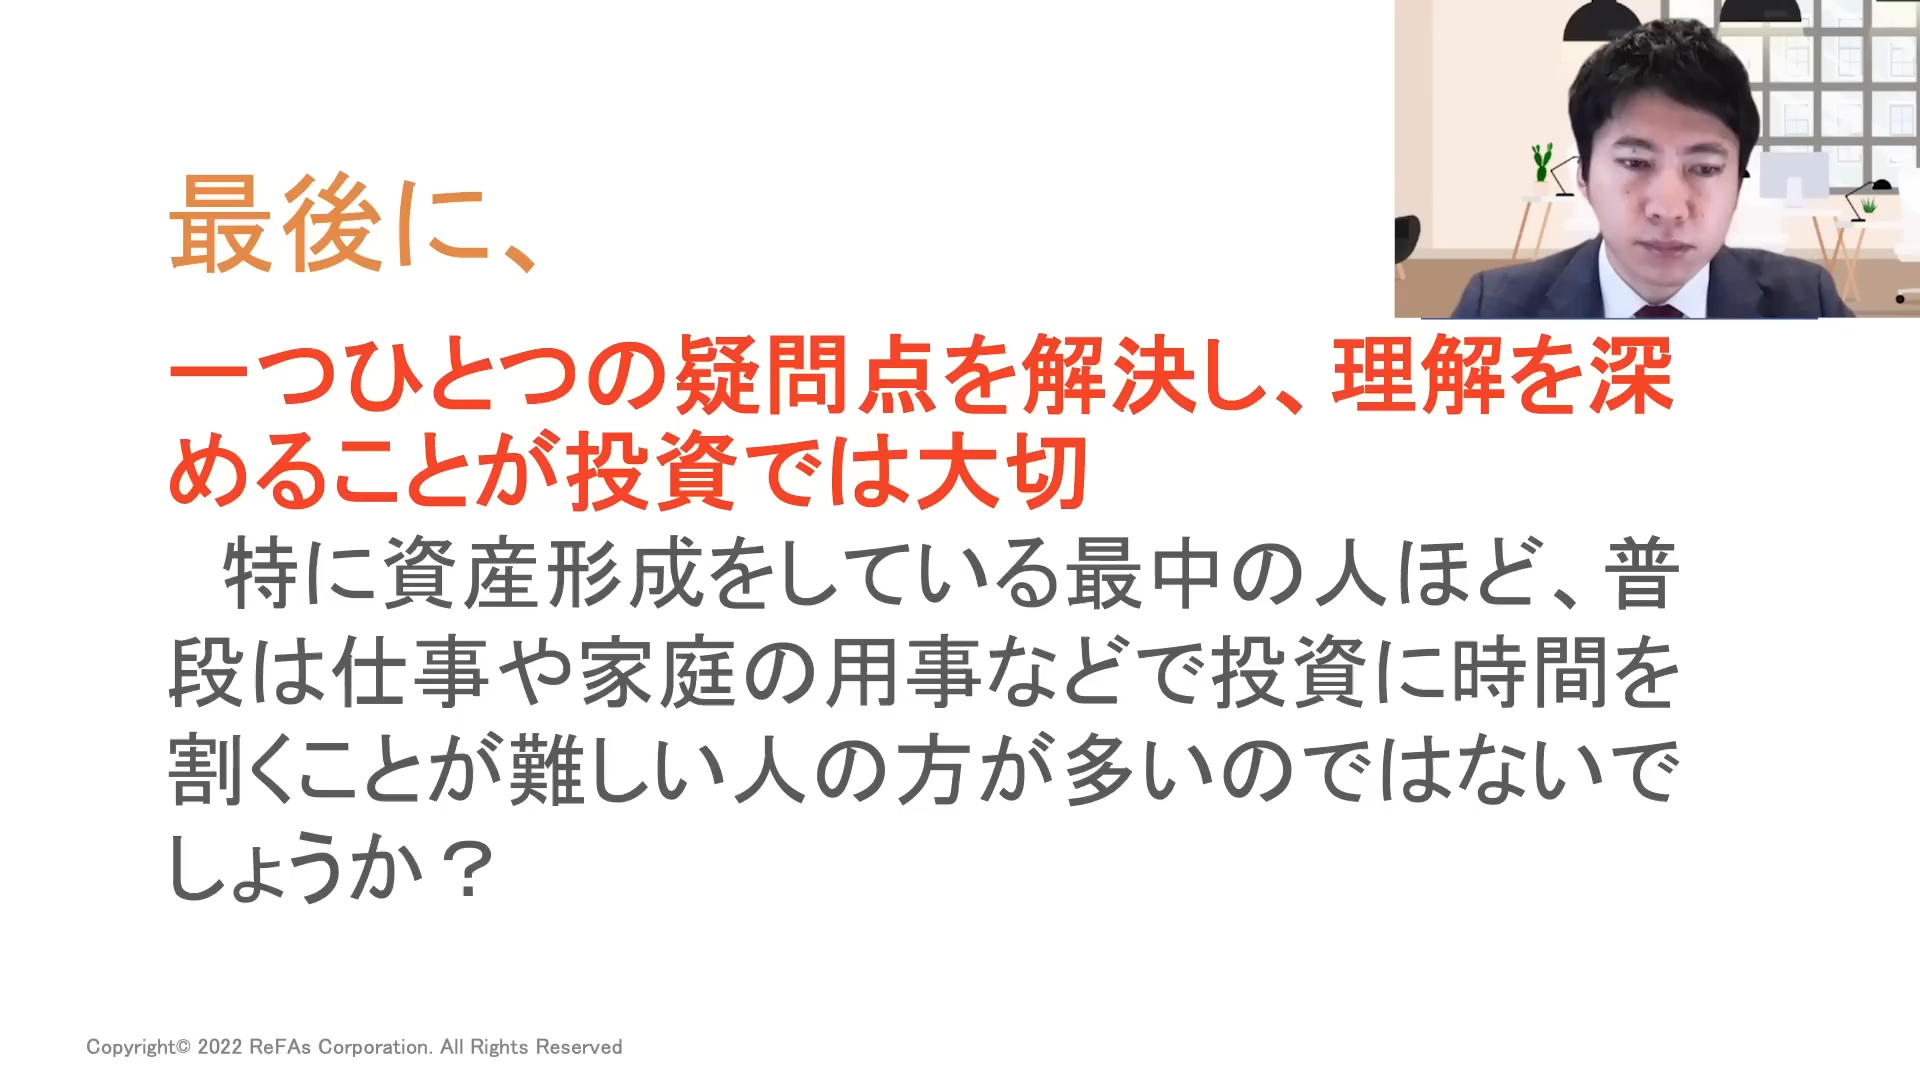 最後に、
一つひとつの疑問点を解決し、理解を深
めることが投資では大切
　特に資産形成をしている最中の人ほど、普
段は仕事や家庭の用事などで投資に時間を
割くことが難しい人の方が多いのではないで
しょうか？
Copyright© 2022 ReFAs Corporation. All Rights Reserved